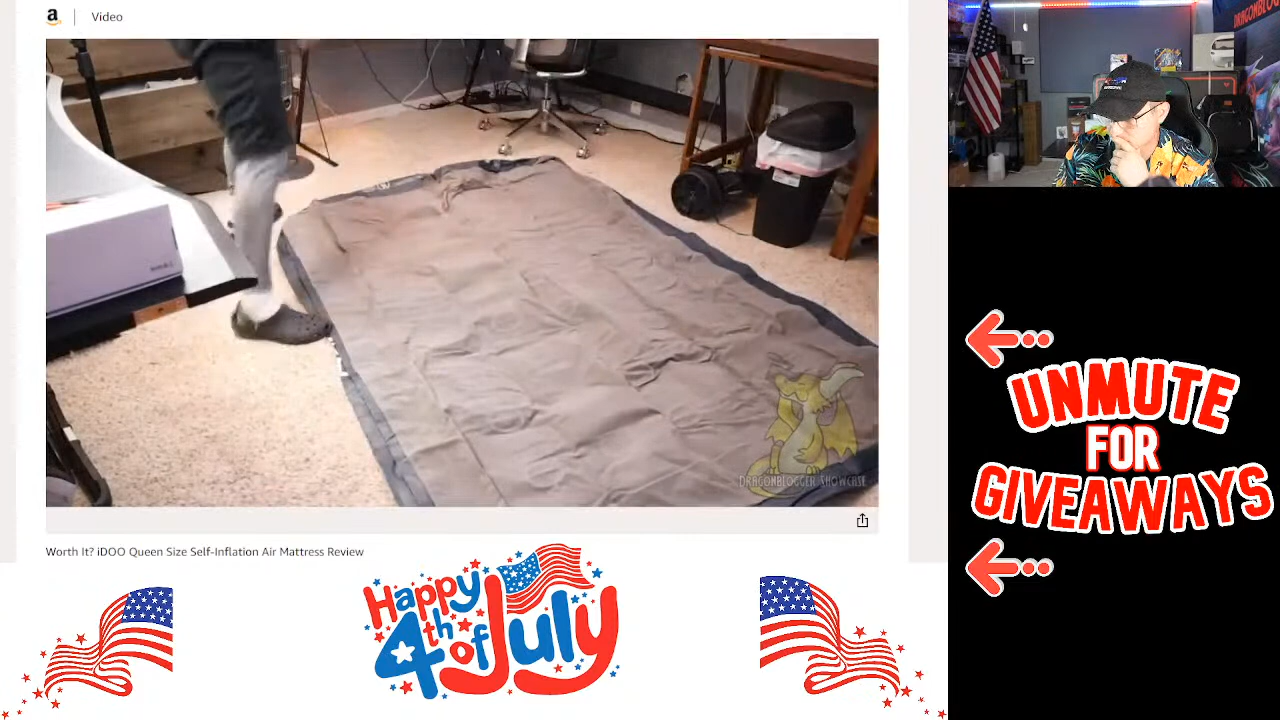 a
Video
DRAGONBLOGGER SHOWCASE
Worth It? iDOO Queen Size Self-Inflation Air Mattress Review
Happy
4th of July
DRAGONBLOG
UNMUTE
FOR
GIVEAWAYS